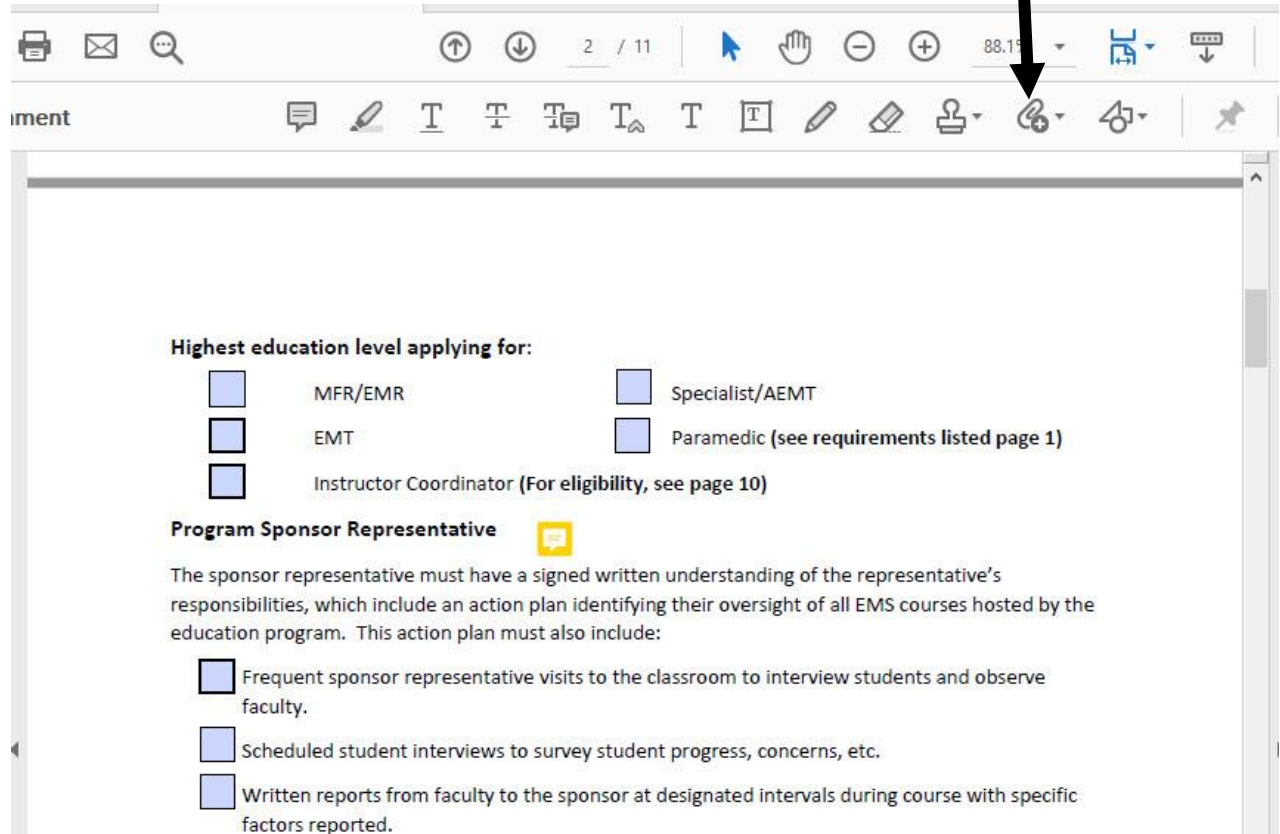 2 / 11
88.1%
ment
Highest education level applying for:
MFR/EMR
Specialist/AEMT
EMT
Paramedic (see requirements listed page 1)
Instructor Coordinator (For eligibility, see page 10)
Program Sponsor Representative
The sponsor representative must have a signed written understanding of the representative's
responsibilities, which include an action plan identifying their oversight of all EMS courses hosted by the
education program.  This action plan must also include:
Frequent sponsor representative visits to the classroom to interview students and observe
faculty.
Scheduled student interviews to survey student progress, concerns, etc.
Written reports from faculty to the sponsor at designated intervals during course with specific
factors reported.